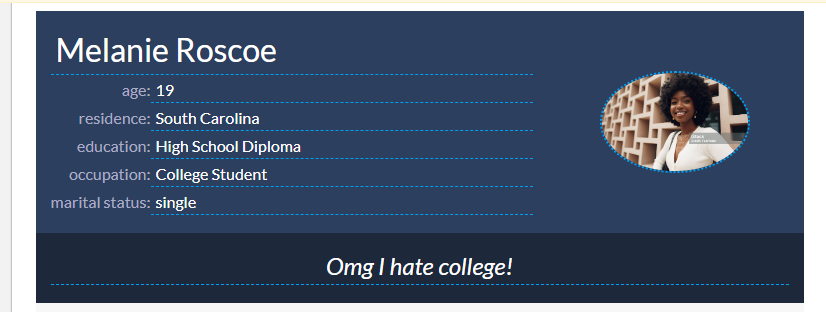 Melanie Roscoe
age: 19
residence: South Carolina
education: High School Diploma
occupation: College Student
marital status: single
Omg I hate college!